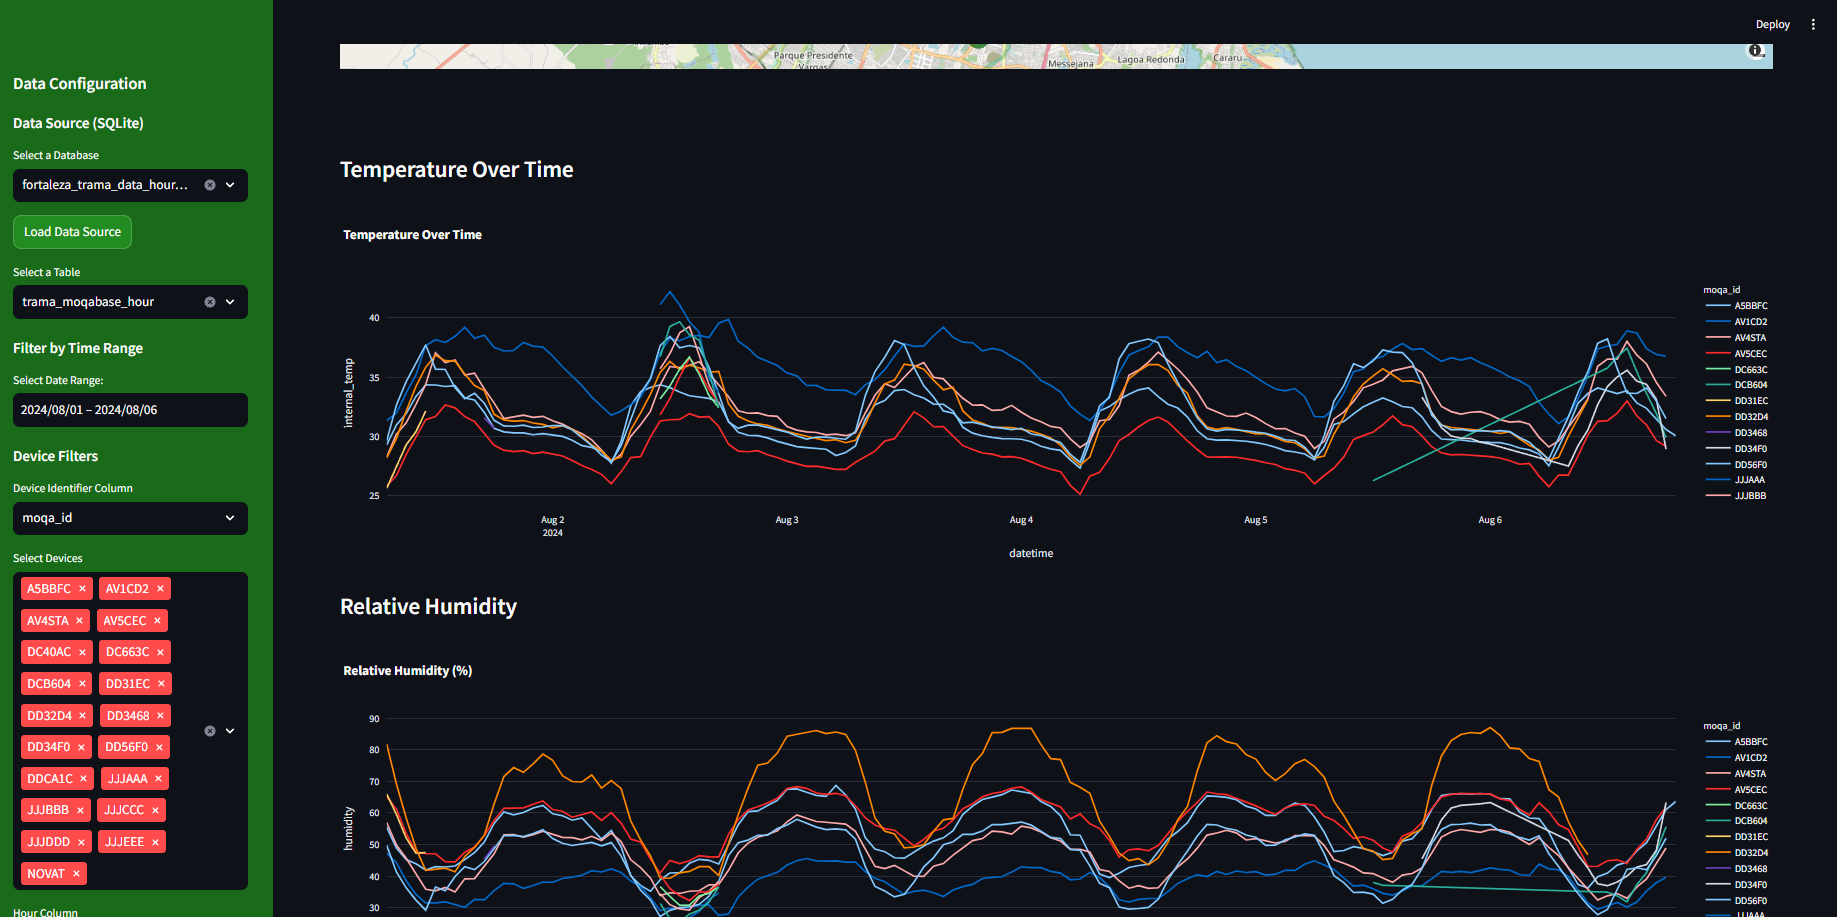 Deploy
Data Configuration
Data Source (SQLite)
Select a Database
fortaleza_trama_data_hour...
Load Data Source
Select a Table
trama_moqabase_hour
Filter by Time Range
Select Date Range:
2024/08/01 – 2024/08/06
Device Filters
Device Identifier Column
moqa_id
Select Devices
A5BBFC × AV1CD2 ×
AV4STA × AV5CEC ×
DC40AC × DC663C ×
DCB604 × DD31EC ×
DD32D4 × DD3468 ×
DD34F0 × DD56F0 ×
DDCA1C × JJJAAA ×
JJJBBB × JJJCCC ×
JJJDDD × JJJEEE ×
NOVAT ×
Hour Column
Parque Presidente
Vargas
Messejana
Lagoa Redonda
Cararu
Temperature Over Time
Temperature Over Time
internal_temp
40
35
30
25
Aug 2
2024
Aug 3
Aug 4
Aug 5
Aug 6
datetime
moqa_id
A5BBFC
AV1CD2
AV4STA
AV5CEC
DC663C
DCB604
DD31EC
DD32D4
DD3468
DD34F0
DD56F0
JJJAAA
JJJBBB
Relative Humidity
Relative Humidity (%)
humidity
90
80
70
60
50
40
30
moqa_id
A5BBFC
AV1CD2
AV4STA
AV5CEC
DC663C
DCB604
DD31EC
DD32D4
DD3468
DD34F0
DD56F0
JJJAAA